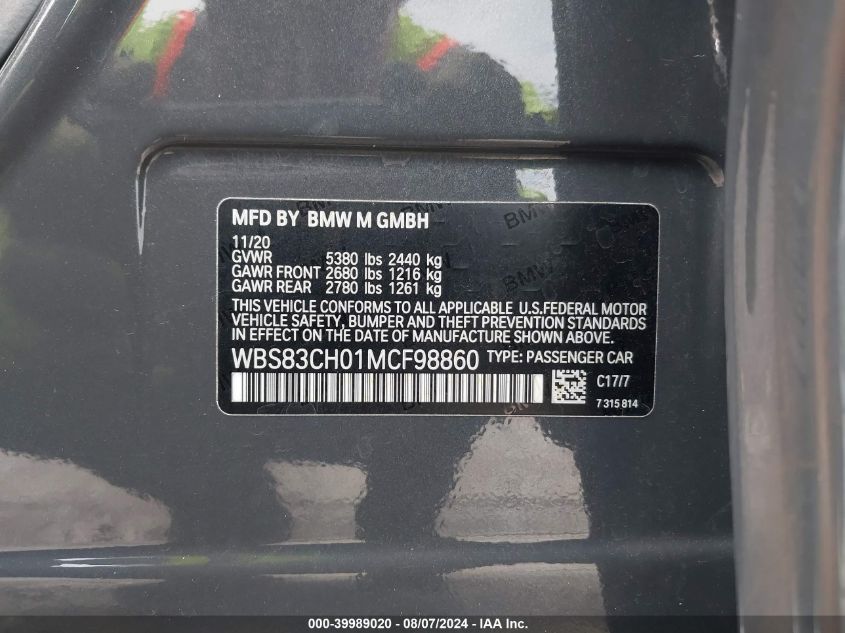 MFD BY BMW M GMBH
11/20
GVWR 5380 lbs 2440 kg
GAWR FRONT 2680 lbs 1216 kg
GAWR REAR 2780 lbs 1261 kg
THIS VEHICLE CONFORMS TO ALL APPLICABLE U.S.FEDERAL MOTOR
VEHICLE SAFETY, BUMPER AND THEFT PREVENTION STANDARDS
IN EFFECT ON THE DATE OF MANUFACTURE SHOWN ABOVE.
WBS83CH01MCF98860 TYPE: PASSENGER CAR
C17/7
7 315 814
000-39989020 - 08/07/2024 - IAA Inc.